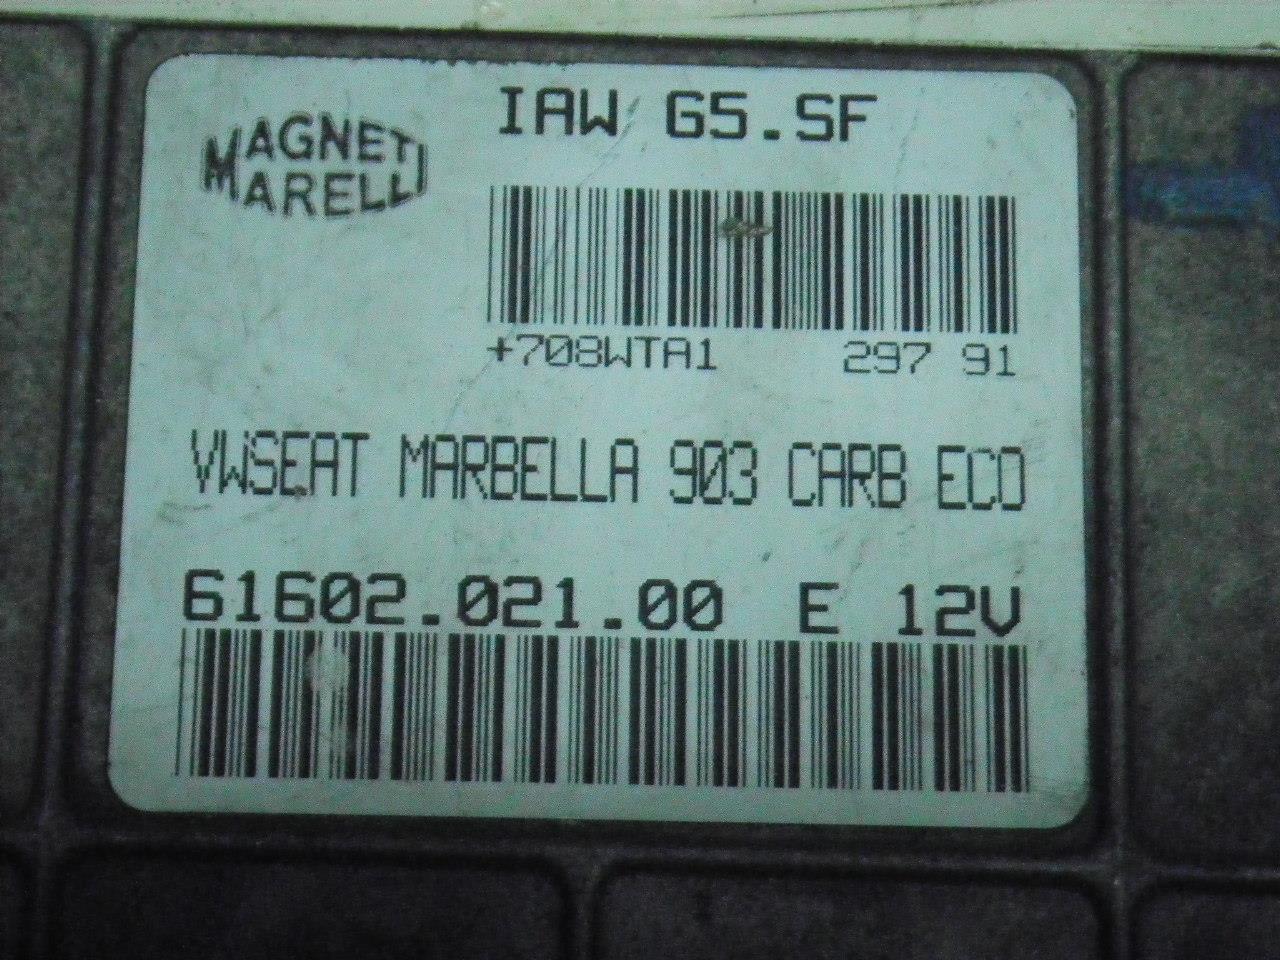 MAGNETI
MARELLI
IAW G5.SF
+708WTA1 297 91
VWSEAT MARBELLA 903 CARB ECO
61602.021.00 E 12V